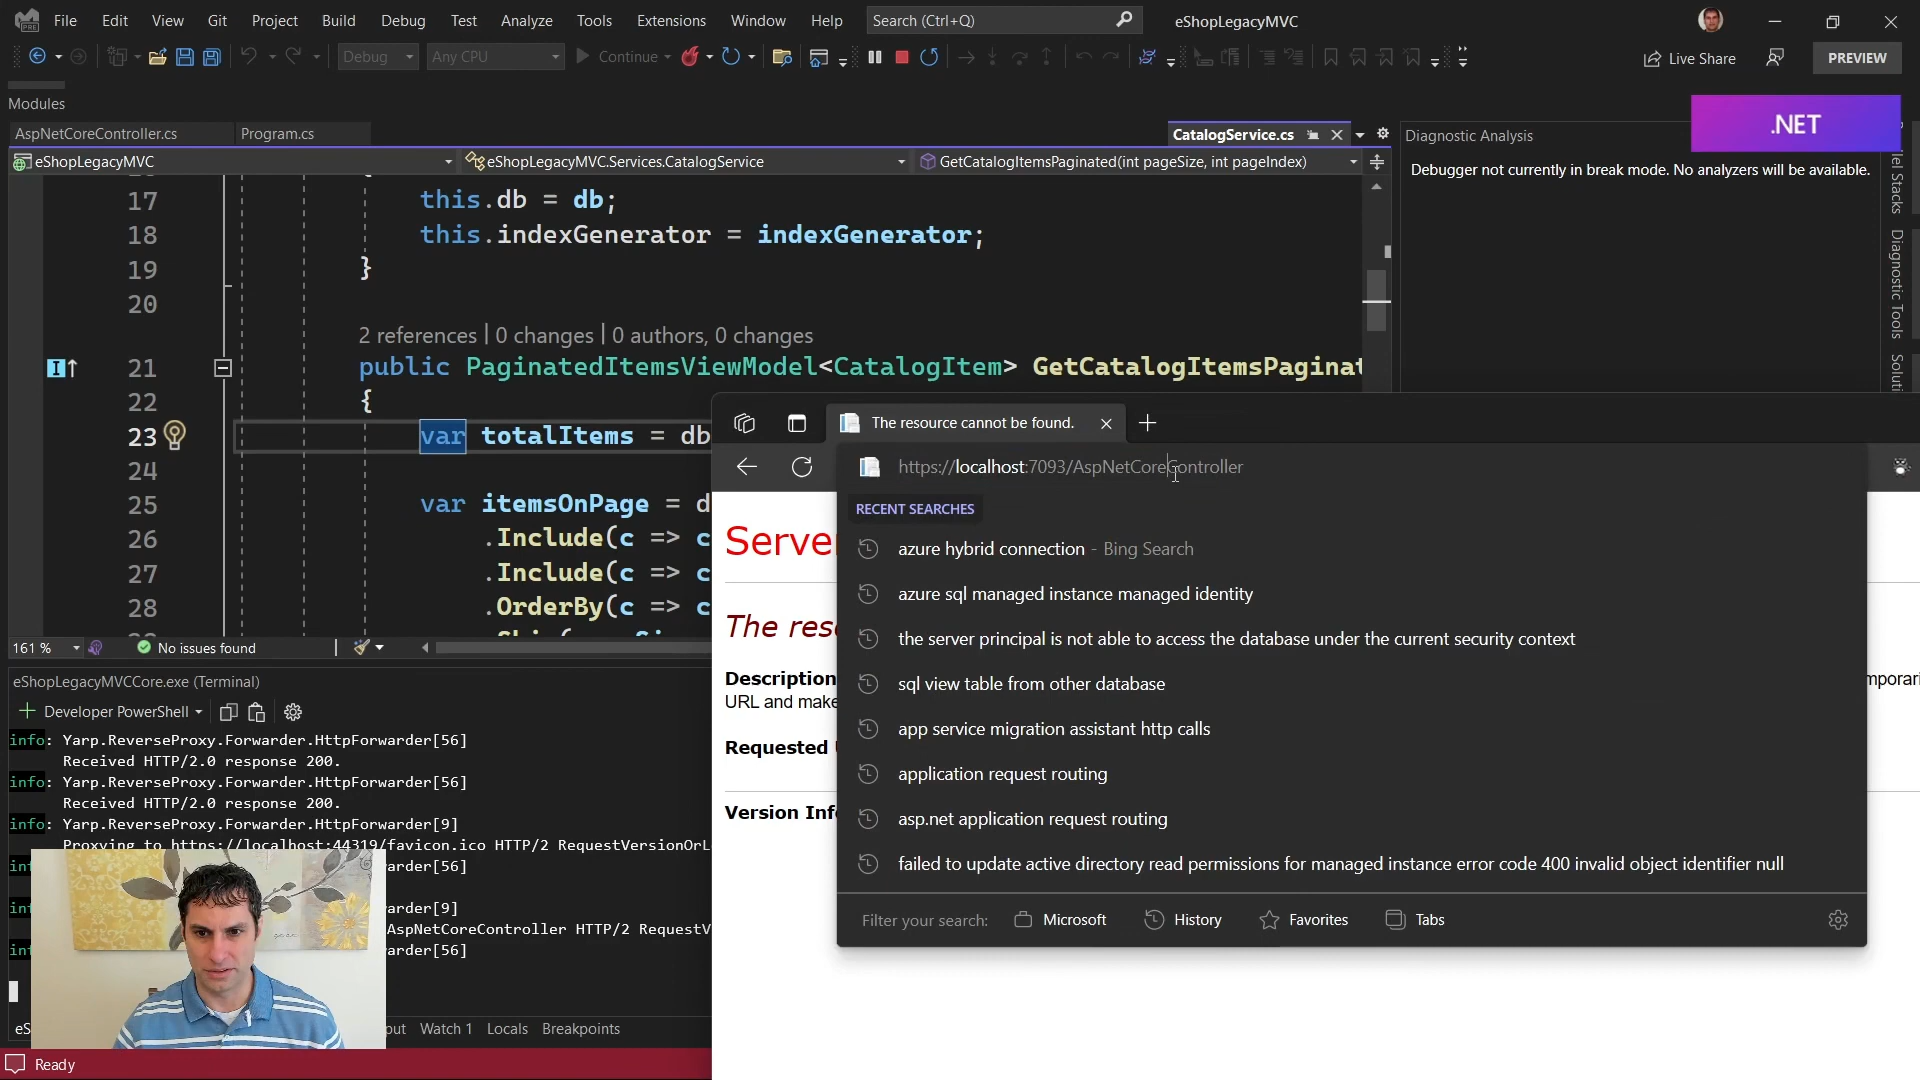 File Edit View Git Project Build Debug Test Analyze Tools Extensions Window Help Search (Ctrl+Q) eShopLegacyMVC
Debug Any CPU Continue Live Share PREVIEW
Modules
AspNetCoreController.cs Program.cs CatalogService.cs Diagnostic Analysis .NET
eShopLegacyMVC eShopLegacyMVC.Services.CatalogService GetCatalogItemsPaginated(int pageSize, int pageIndex)
Debugger not currently in break mode. No analyzers will be available.
17 this.db = db;
18 this.indexGenerator = indexGenerator;
19 }
20
2 references | 0 changes | 0 authors, 0 changes
21 public PaginatedItemsViewModel<CatalogItem> GetCatalogItemsPaginat
22 {
23 var totalItems = db
24
25 var itemsOnPage = d
26 .Include(c => c
27 .Include(c => c
28 .OrderBy(c => c
161 % No issues found
llel Stacks
Diagnostic Tools
Soluti
eShopLegacyMVCCore.exe (Terminal)
Developer PowerShell
info: Yarp.ReverseProxy.Forwarder.HttpForwarder[56]
Received HTTP/2.0 response 200.
info: Yarp.ReverseProxy.Forwarder.HttpForwarder[56]
Received HTTP/2.0 response 200.
info: Yarp.ReverseProxy.Forwarder.HttpForwarder[9]
Proxying to https://localhost:44319/favicon.ico HTTP/2 RequestVersionOrL
inf arder[56]
inf arder[9]
AspNetCoreController HTTP/2 RequestV
inf arder[56]
eS put Watch 1 Locals Breakpoints
Ready
The resource cannot be found.
https://localhost:7093/AspNetCoreController
RECENT SEARCHES
azure hybrid connection - Bing Search
azure sql managed instance managed identity
the server principal is not able to access the database under the current security context
sql view table from other database
app service migration assistant http calls
application request routing
asp.net application request routing
failed to update active directory read permissions for managed instance error code 400 invalid object identifier null
Filter your search: Microsoft History Favorites Tabs
Server
The res
Description mporari
URL and make
Requested U
Version Info